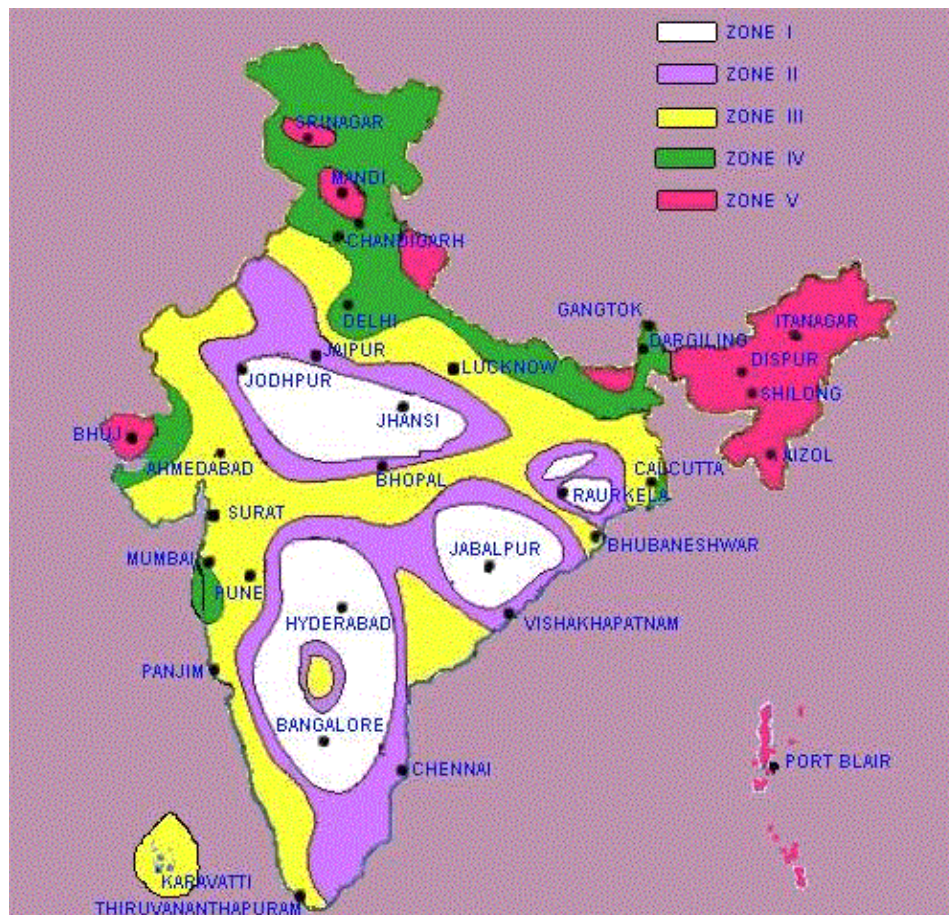 ZONE I
ZONE II
ZONE III
ZONE IV
ZONE V
SRINAGAR
MANDI
CHANDIGARH
DELHI
GANGTOK
DARGILING
ITANAGAR
DISPUR
SHILONG
AIZOL
JAIPUR
JODHPUR
LUCKNOW
JHANSI
BHUJ
AHMEDABAD
BHOPAL
CALCUTTA
RAURKELA
SURAT
BHUBANESHWAR
MUMBAI
JABALPUR
PUNE
HYDERABAD
VISHAKHAPATNAM
PANJIM
BANGALORE
CHENNAI
PORT BLAIR
KARAVATTI
THIRUVANANTHAPURAM